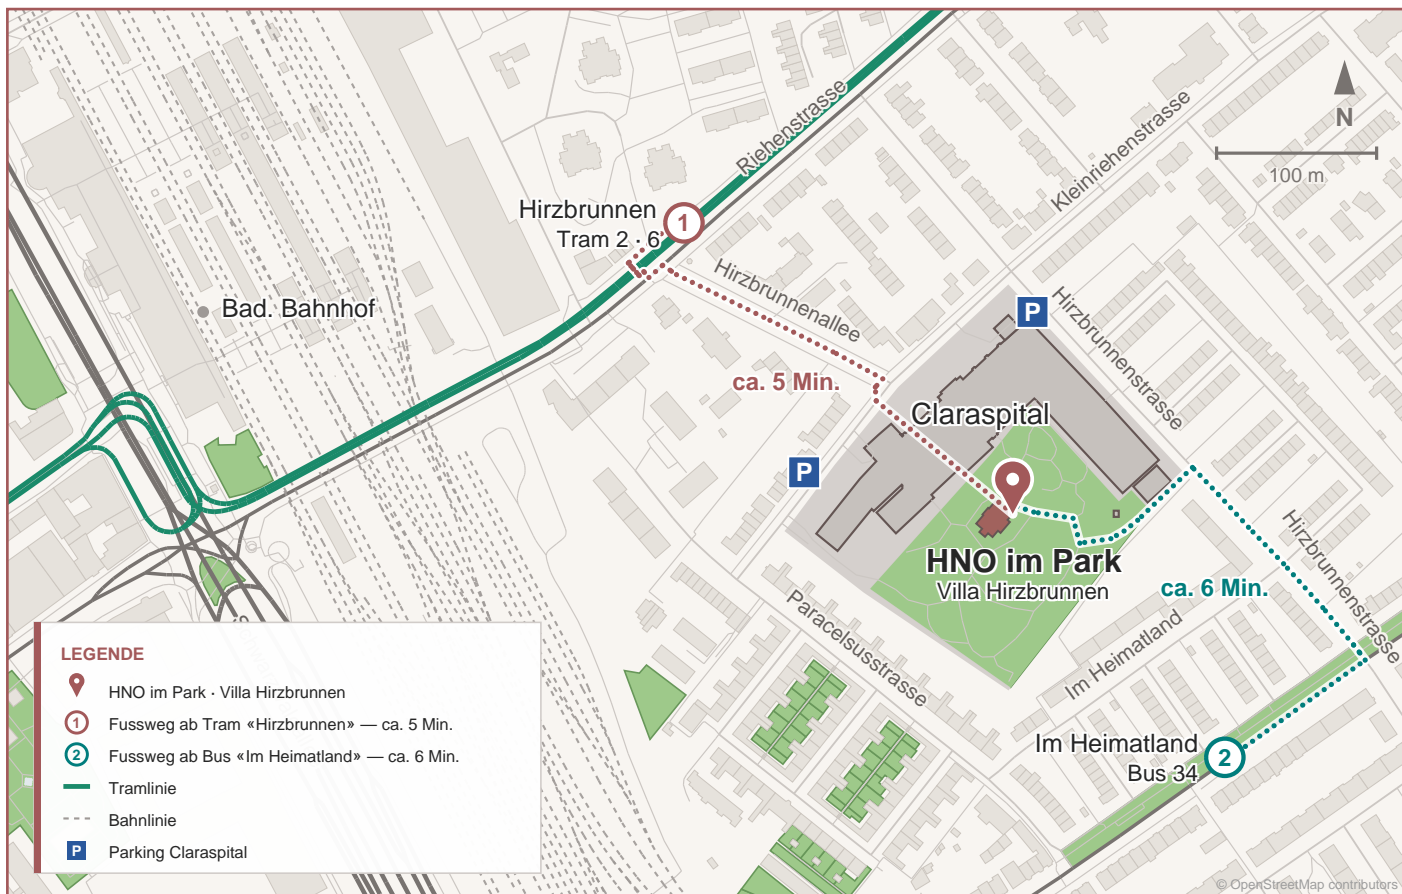 Riehenstrasse
Kleinriehenstrasse
N
100 m
Hirzbrunnen
Tram 2 · 6
1
Hirzbrunnenallee
Bad. Bahnhof
P
Hirzbrunnenstrasse
ca. 5 Min.
Claraspital
P
HNO im Park
Villa Hirzbrunnen
ca. 6 Min.
Hirzbrunnenstrasse
Paracelsusstrasse
Im Heimatland
Im Heimatland
Bus 34
2
LEGENDE
HNO im Park · Villa Hirzbrunnen
1 Fussweg ab Tram «Hirzbrunnen» — ca. 5 Min.
2 Fussweg ab Bus «Im Heimatland» — ca. 6 Min.
Tramlinie
Bahnlinie
P Parking Claraspital
© OpenStreetMap contributors